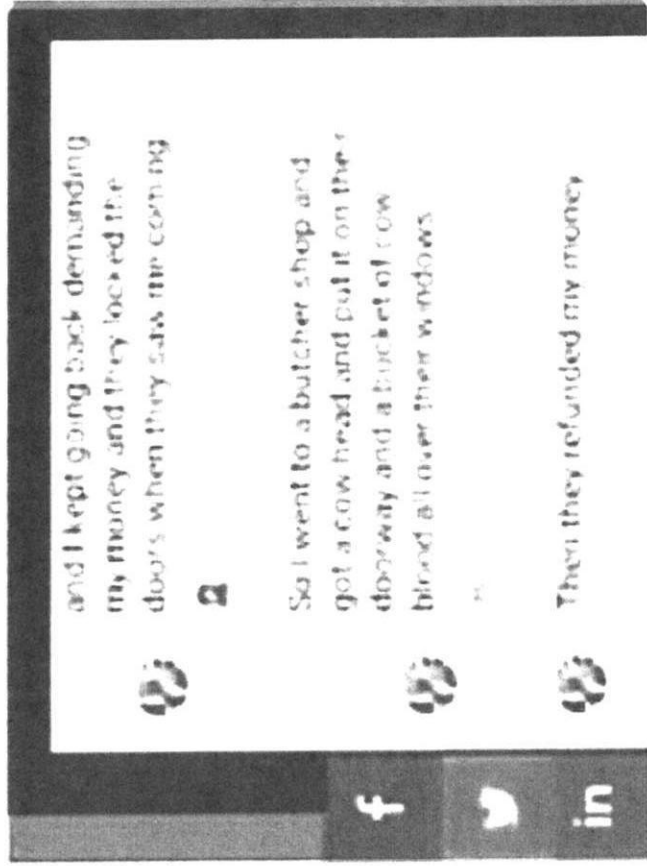 and I kept going back demanding
my money and they locked the
doors when they saw me coming
So I went to a butcher shop and
got a cow head and put it on their
doorway and a bucket of cow
blood all over their windows
Then they refunded my money
f
in